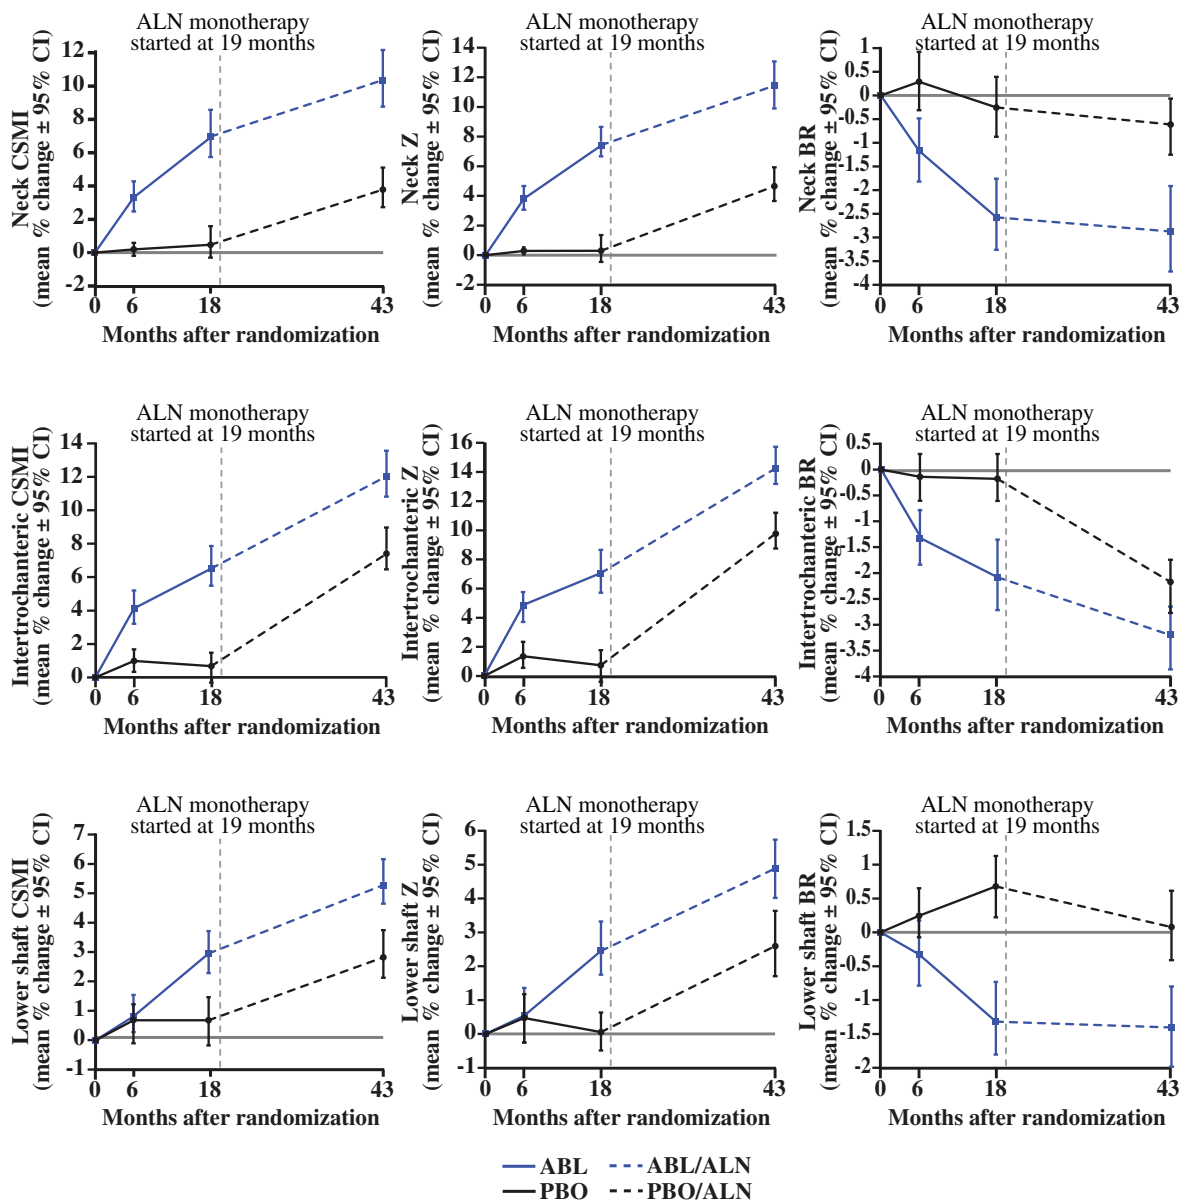 ALN monotherapy
started at 19 months
Neck CSMI
(mean % change ± 95% CI)
12
10
8
6
4
2
0
-2
0 6 18 43
Months after randomization
ALN monotherapy
started at 19 months
Neck Z
(mean % change ± 95% CI)
14
12
10
8
6
4
2
0
-2
0 6 18 43
Months after randomization
ALN monotherapy
started at 19 months
Neck BR
(mean % change ± 95% CI)
1
0.5
0
-0.5
-1
-1.5
-2
-2.5
-3
-3.5
-4
0 6 18 43
Months after randomization
ALN monotherapy
started at 19 months
Intertrochanteric CSMI
(mean % change ± 95% CI)
14
12
10
8
6
4
2
0
0 6 18 43
Months after randomization
ALN monotherapy
started at 19 months
Intertrochanteric Z
(mean % change ± 95% CI)
16
14
12
10
8
6
4
2
0
0 6 18 43
Months after randomization
ALN monotherapy
started at 19 months
Intertrochanteric BR
(mean % change ± 95% CI)
0.5
0
-0.5
-1
-1.5
-2
-2.5
-3
-3.5
-4
0 6 18 43
Months after randomization
ALN monotherapy
started at 19 months
Lower shaft CSMI
(mean % change ± 95% CI)
7
6
5
4
3
2
1
0
-1
0 6 18 43
Months after randomization
ALN monotherapy
started at 19 months
Lower shaft Z
(mean % change ± 95% CI)
6
5
4
3
2
1
0
-1
0 6 18 43
Months after randomization
ALN monotherapy
started at 19 months
Lower shaft BR
(mean % change ± 95% CI)
1.5
1
0.5
0
-0.5
-1
-1.5
-2
0 6 18 43
Months after randomization
ABL ABL/ALN
PBO PBO/ALN